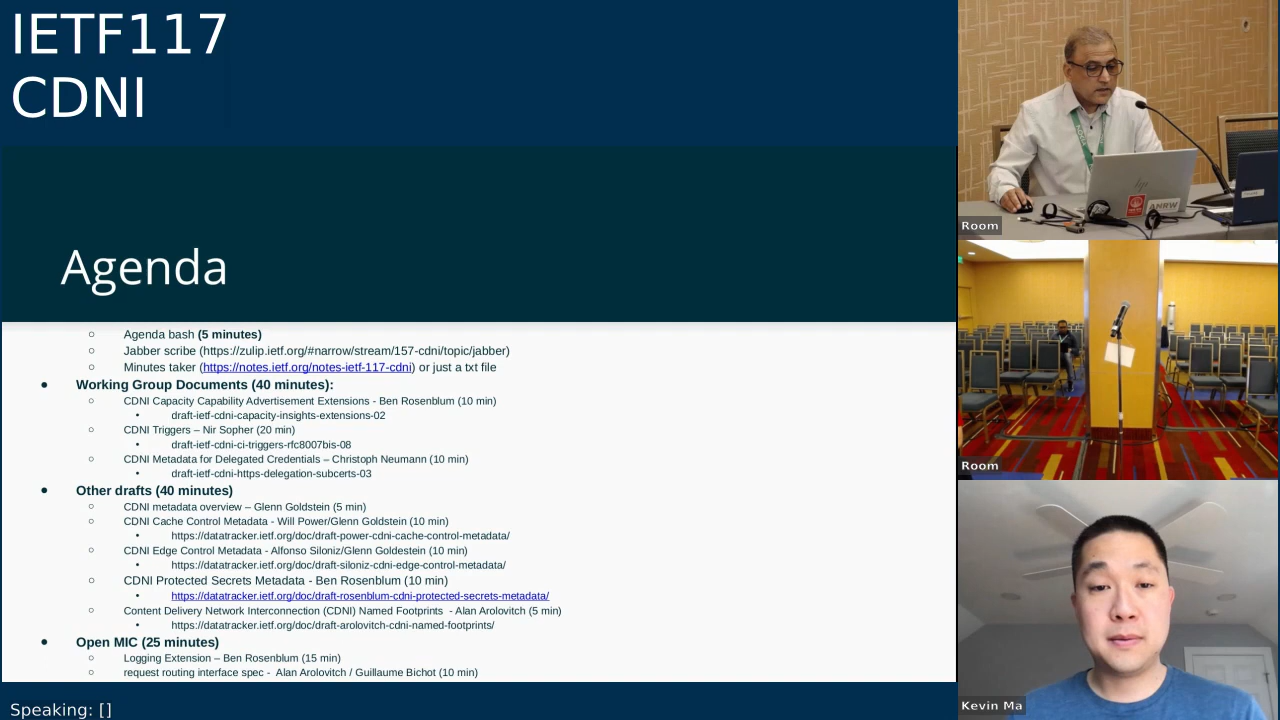 IETF117
CDNI
Agenda
○ Agenda bash (5 minutes)
○ Jabber scribe (https://zulip.ietf.org/#narrow/stream/157-cdni/topic/jabber)
○ Minutes taker (https://notes.ietf.org/notes-ietf-117-cdni) or just a txt file
● Working Group Documents (40 minutes):
○ CDNI Capacity Capability Advertisement Extensions - Ben Rosenblum (10 min)
• draft-ietf-cdni-capacity-insights-extensions-02
○ CDNI Triggers – Nir Sopher (20 min)
• draft-ietf-cdni-ci-triggers-rfc8007bis-08
○ CDNI Metadata for Delegated Credentials – Christoph Neumann (10 min)
• draft-ietf-cdni-https-delegation-subcerts-03
● Other drafts (40 minutes)
○ CDNI metadata overview – Glenn Goldstein (5 min)
○ CDNI Cache Control Metadata - Will Power/Glenn Goldstein (10 min)
• https://datatracker.ietf.org/doc/draft-power-cdni-cache-control-metadata/
○ CDNI Edge Control Metadata - Alfonso Siloniz/Glenn Goldestein (10 min)
• https://datatracker.ietf.org/doc/draft-siloniz-cdni-edge-control-metadata/
○ CDNI Protected Secrets Metadata - Ben Rosenblum (10 min)
• https://datatracker.ietf.org/doc/draft-rosenblum-cdni-protected-secrets-metadata/
○ Content Delivery Network Interconnection (CDNI) Named Footprints - Alan Arolovitch (5 min)
• https://datatracker.ietf.org/doc/draft-arolovitch-cdni-named-footprints/
● Open MIC (25 minutes)
○ Logging Extension – Ben Rosenblum (15 min)
○ request routing interface spec - Alan Arolovitch / Guillaume Bichot (10 min)
Speaking: []
hp
ANRW
Room
Room
Kevin Ma